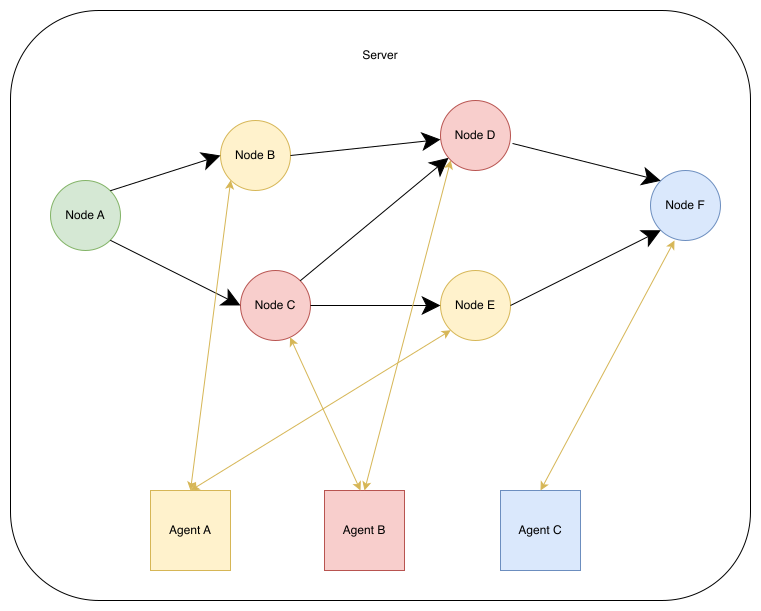 Server
Node B
Node D
Node A
Node F
Node C
Node E
Agent A
Agent B
Agent C